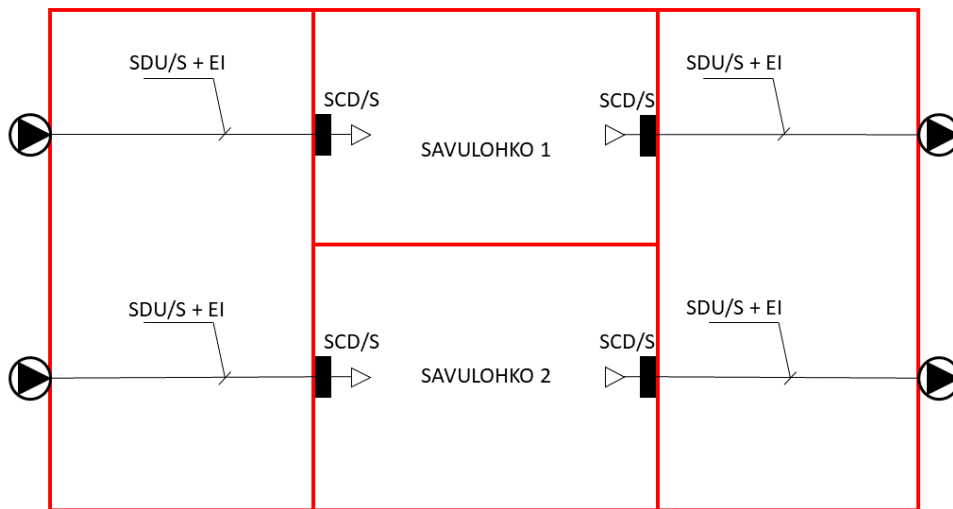 SDU/S + EI
SDU/S + EI
SCD/S
SCD/S
SAVULOHKO 1
SDU/S + EI
SDU/S + EI
SCD/S
SCD/S
SAVULOHKO 2